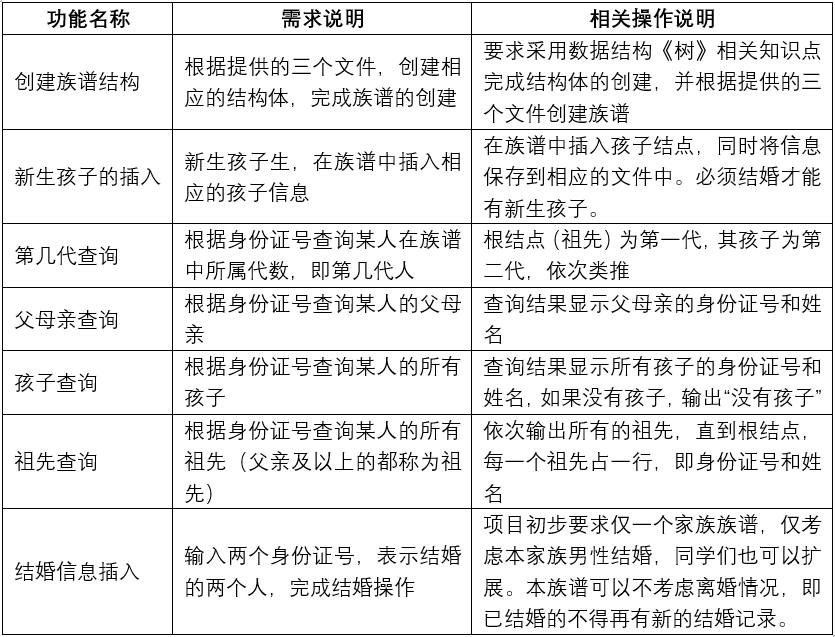 功能名称 需求说明 相关操作说明
创建族谱结构
根据提供的三个文件，创建相
应的结构体，完成族谱的创建
要求采用数据结构《树》相关知识点
完成结构体的创建，并根据提供的三
个文件创建族谱
新生孩子的插入
新生孩子生，在族谱中插入相
应的孩子信息
在族谱中插入孩子结点，同时将信息
保存到相应的文件中。必须结婚才能
有新生孩子。
第几代查询
根据身份证号查询某人在族谱
中所属代数，即第几代人
根结点（祖先）为第一代，其孩子为第
二代，依次类推
父母亲查询
根据身份证号查询某人的父母
亲
查询结果显示父母亲的身份证号和姓
名
孩子查询
根据身份证号查询某人的所有
孩子
查询结果显示所有孩子的身份证号和
姓名，如果没有孩子，输出“没有孩子”
祖先查询
根据身份证号查询某人的所有
祖先（父亲及以上的都称为祖
先）
依次输出所有的祖先，直到根结点，
每一个祖先占一行，即身份证号和姓
名
结婚信息插入
输入两个身份证号，表示结婚
的两个人，完成结婚操作
项目初步要求仅一个家族族谱，仅考
虑本家族男性结婚，同学们也可以扩
展。本族谱可以不考虑离婚情况，即
已结婚的不得再有新的结婚记录。